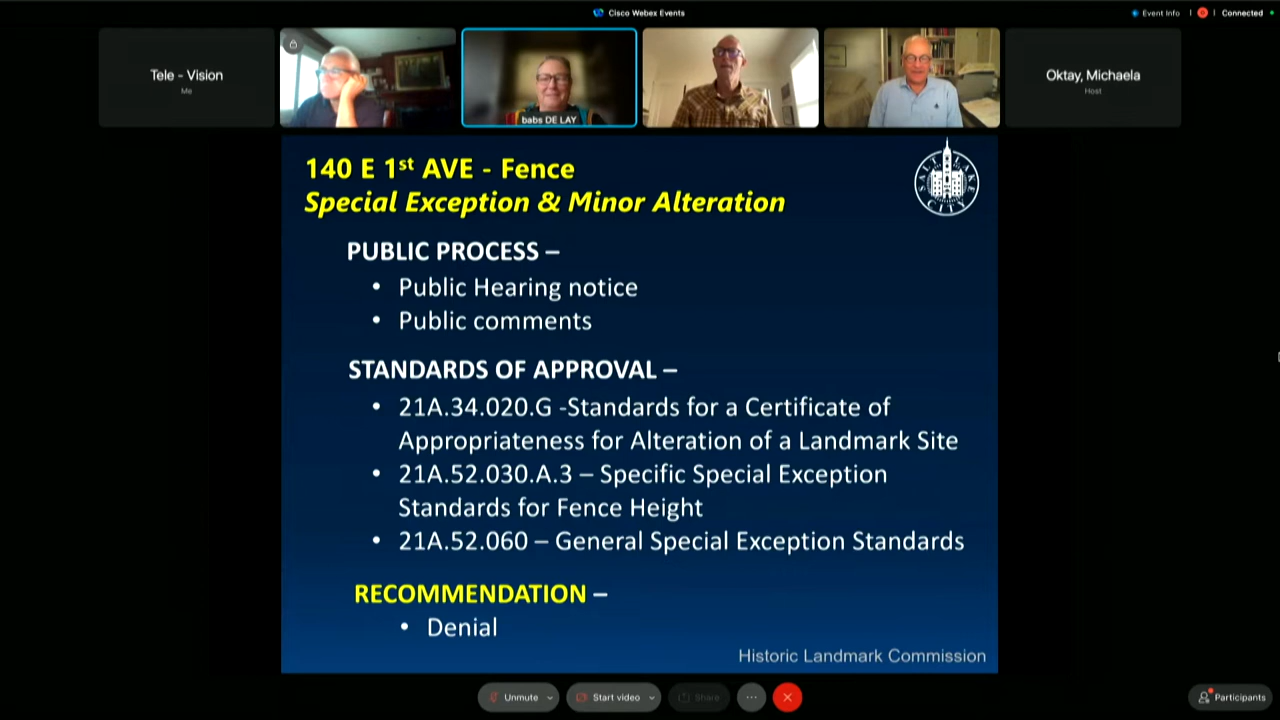 Cisco Webex Events
Event Info
Connected
Tele - Vision
Me
babs DE LAY
Oktay, Michaela
Host
140 E 1st AVE - Fence
Special Exception & Minor Alteration
SALT LAKE CITY
PUBLIC PROCESS –
• Public Hearing notice
• Public comments
STANDARDS OF APPROVAL –
• 21A.34.020.G -Standards for a Certificate of
Appropriateness for Alteration of a Landmark Site
• 21A.52.030.A.3 – Specific Special Exception
Standards for Fence Height
• 21A.52.060 – General Special Exception Standards
RECOMMENDATION –
• Denial
Historic Landmark Commission
Unmute
Start video
Share
Participants